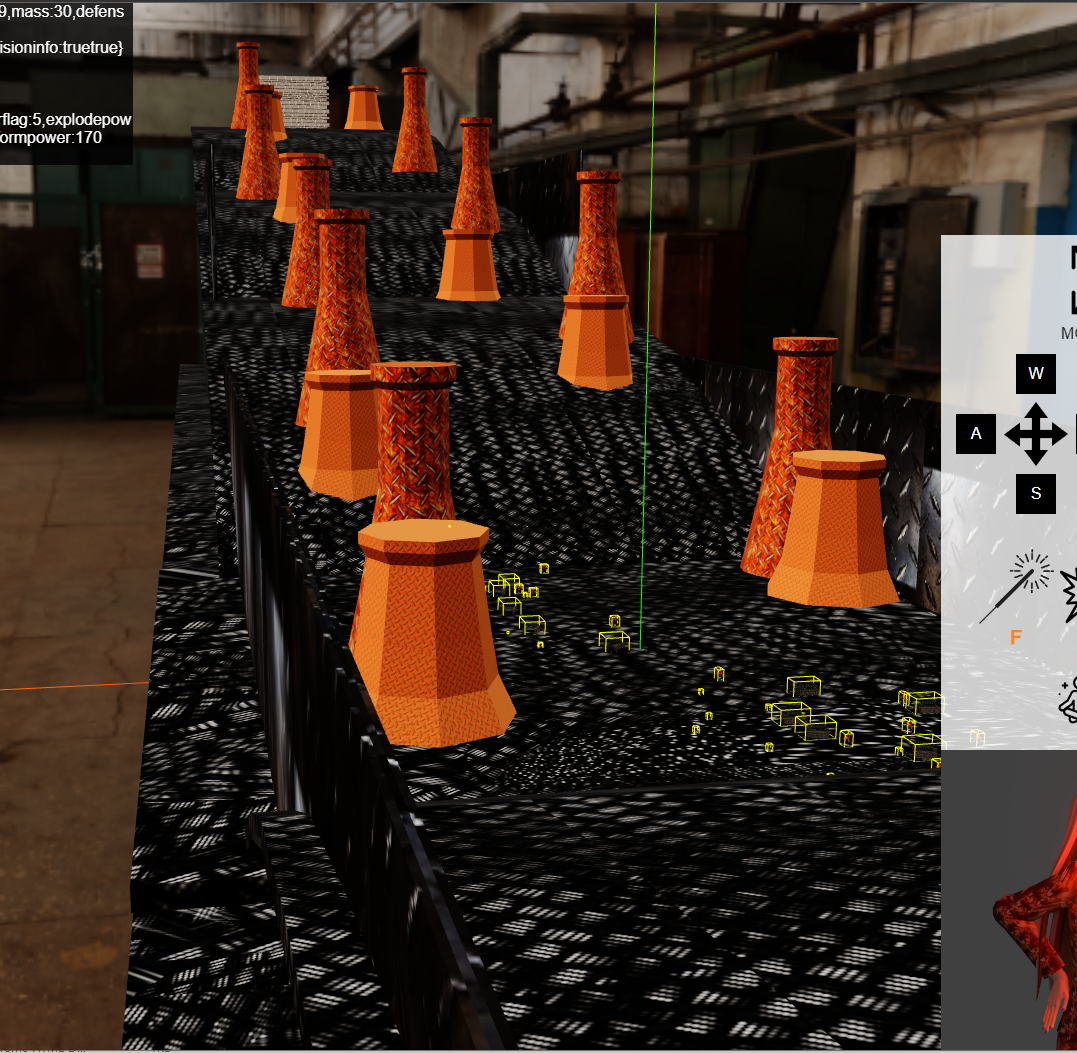 9,mass:30,defens
isioninfo:truetrue}
rflag:5,explodepow
ormpower:170
W
A
S
F